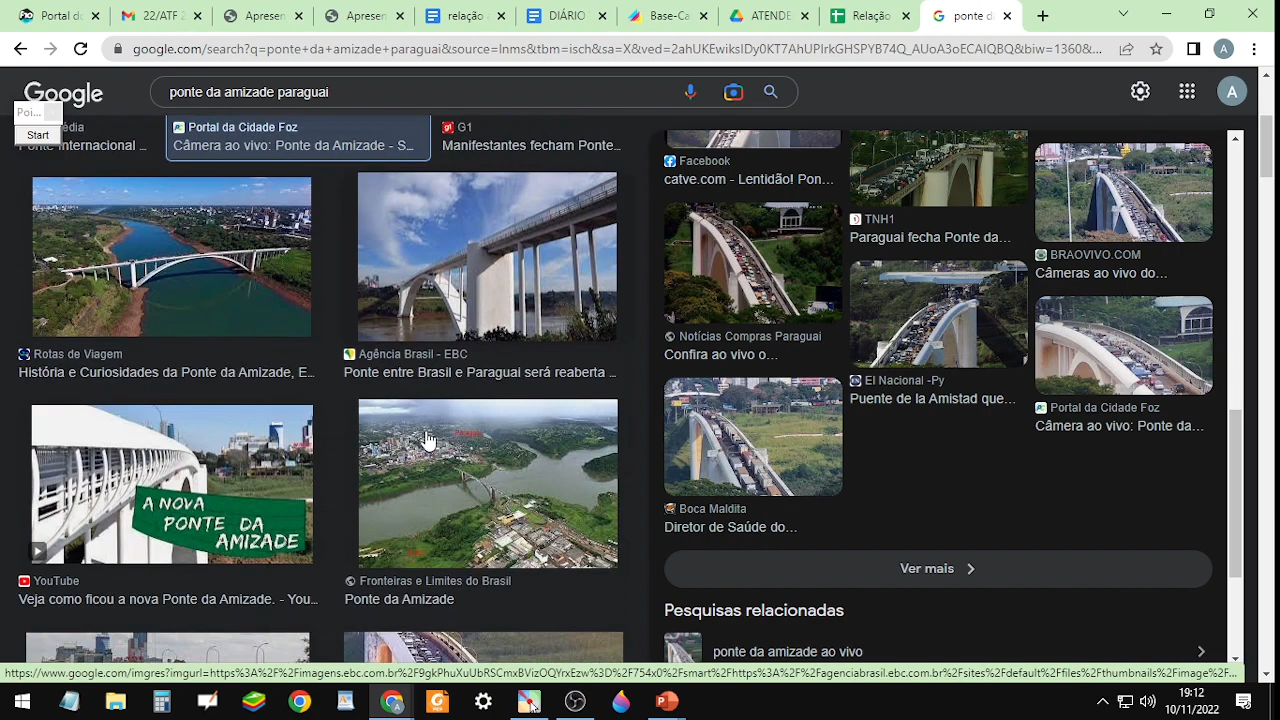 Portal do
22/ATF 2
Apresen
Apresen
relação a
DIÁRIO
Base-Ca
ATENDE
Relação
ponte da
google.com/search?q=ponte+da+amizade+paraguai&source=lnms&tbm=isch&sa=X&ved=2ahUKEwiksIDy0KT7AhUPIrkGHSPYB74Q_AUoA3oECAIQBQ&biw=1360&...
A
Google
ponte da amizade paraguai
A
Poi...
Start
Portal da Cidade Foz
G1
Ponte Internacional ...
Câmera ao vivo: Ponte da Amizade - S...
Manifestantes fecham Ponte...
Rotas de Viagem
História e Curiosidades da Ponte da Amizade, E...
Agência Brasil - EBC
Ponte entre Brasil e Paraguai será reaberta ...
A NOVA
PONTE DA
AMIZADE
YouTube
Veja como ficou a nova Ponte da Amizade. - You...
Fronteiras e Limites do Brasil
Ponte da Amizade
Facebook
catve.com - Lentidão! Pon...
TNH1
Paraguai fecha Ponte da...
BRAOVIVO.COM
Câmeras ao vivo do...
Notícias Compras Paraguai
Confira ao vivo o...
El Nacional -Py
Puente de la Amistad que...
Portal da Cidade Foz
Câmera ao vivo: Ponte da...
Boca Maldita
Diretor de Saúde do...
Ver mais
Pesquisas relacionadas
ponte da amizade ao vivo
https://www.google.com/imgres?imgurl=https%3A%2F%2Fimagens.ebc.com.br%2F9gkPhuXuUbRSCmxBVizOQYrxEzw%3D%2F754x0%2Fsmart%2Fhttps%3A%2F%2Fagenciabrasil.ebc.com.br%2Fsites%2Fdefault%2Ffiles%2Fthumbnails%2Fimage%2F...
19:12
10/11/2022